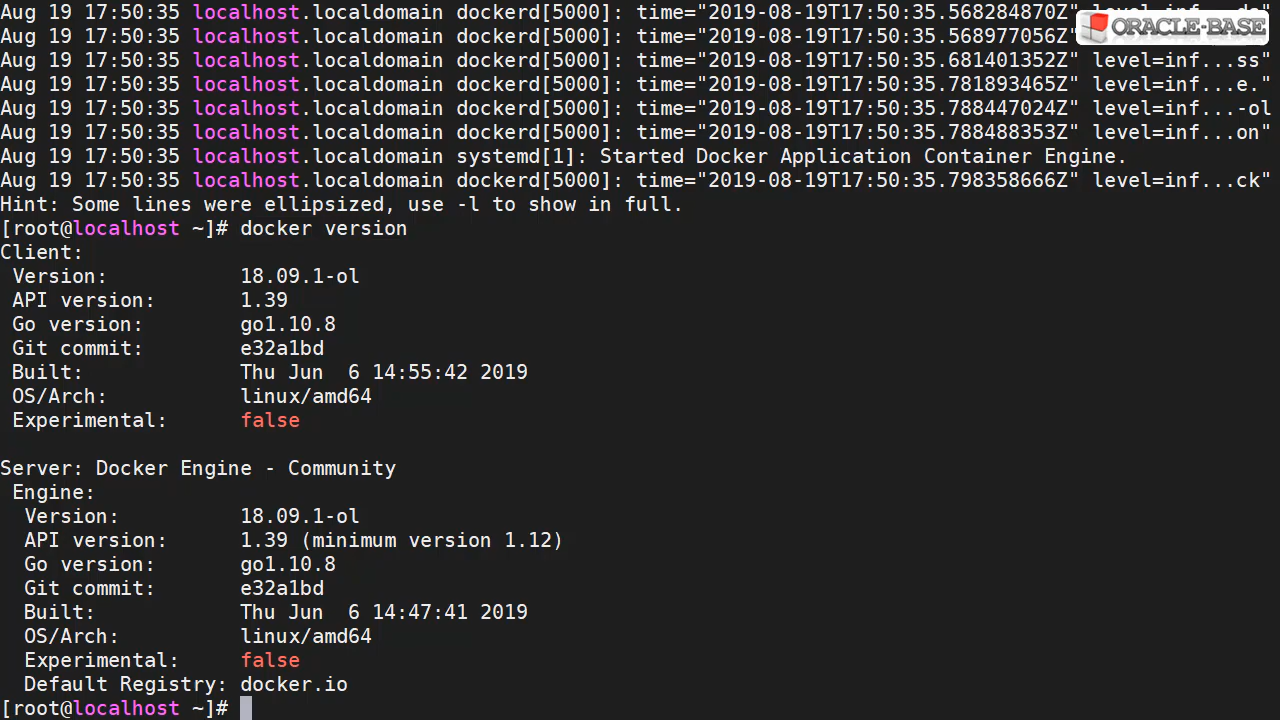 Aug 19 17:50:35 localhost.localdomain dockerd[5000]: time="2019-08-19T17:50:35.568284870Z"
ORACLE-BASE
Aug 19 17:50:35 localhost.localdomain dockerd[5000]: time="2019-08-19T17:50:35.568977056Z"
Aug 19 17:50:35 localhost.localdomain dockerd[5000]: time="2019-08-19T17:50:35.681401352Z" level=inf...ss"
Aug 19 17:50:35 localhost.localdomain dockerd[5000]: time="2019-08-19T17:50:35.781893465Z" level=inf...e."
Aug 19 17:50:35 localhost.localdomain dockerd[5000]: time="2019-08-19T17:50:35.788447024Z" level=inf...-ol
Aug 19 17:50:35 localhost.localdomain dockerd[5000]: time="2019-08-19T17:50:35.788488353Z" level=inf...on"
Aug 19 17:50:35 localhost.localdomain systemd[1]: Started Docker Application Container Engine.
Aug 19 17:50:35 localhost.localdomain dockerd[5000]: time="2019-08-19T17:50:35.798358666Z" level=inf...ck"
Hint: Some lines were ellipsized, use -l to show in full.
[root@localhost ~]# docker version
Client:
Version: 18.09.1-ol
API version: 1.39
Go version: go1.10.8
Git commit: e32a1bd
Built: Thu Jun  6 14:55:42 2019
OS/Arch: linux/amd64
Experimental: false
Server: Docker Engine - Community
Engine:
Version: 18.09.1-ol
API version: 1.39 (minimum version 1.12)
Go version: go1.10.8
Git commit: e32a1bd
Built: Thu Jun  6 14:47:41 2019
OS/Arch: linux/amd64
Experimental: false
Default Registry: docker.io
[root@localhost ~]#